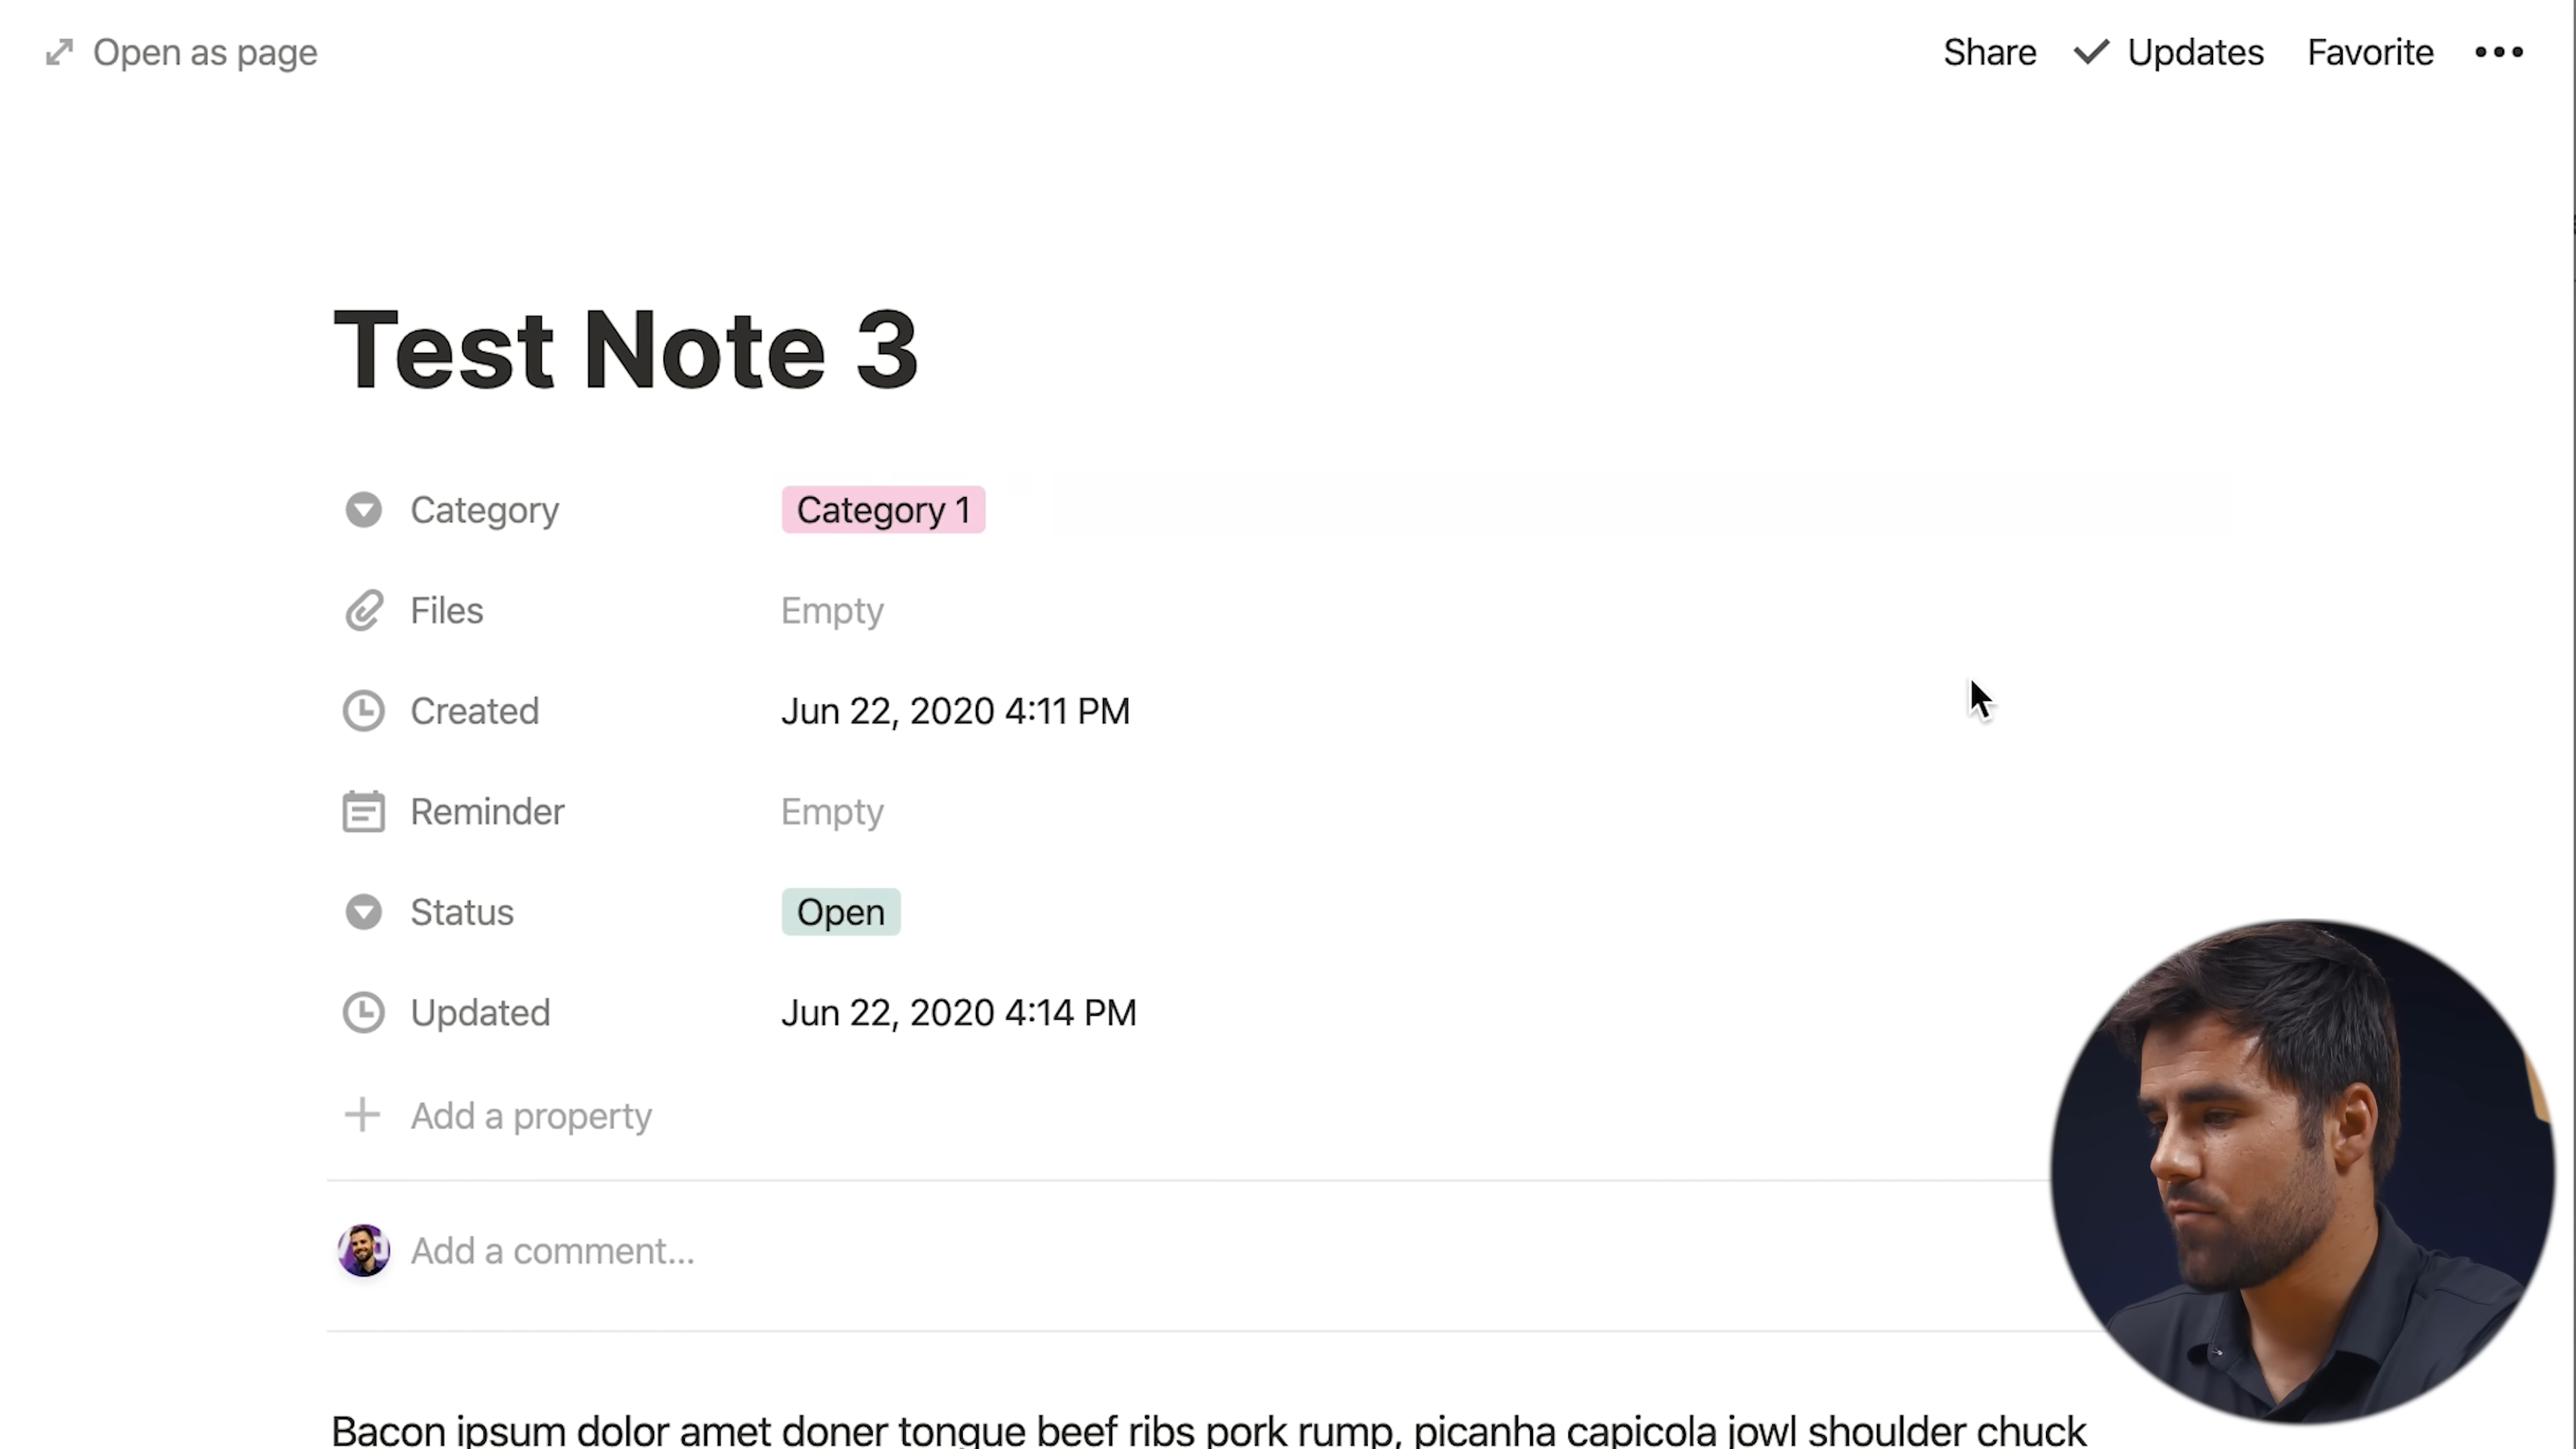 Open as page
Share Updates Favorite
Test Note 3
Category Category 1
Files Empty
Created Jun 22, 2020 4:11 PM
Reminder Empty
Status Open
Updated Jun 22, 2020 4:14 PM
Add a property
Add a comment...
Bacon ipsum dolor amet doner tongue beef ribs pork rump, picanha capicola jowl shoulder chuck